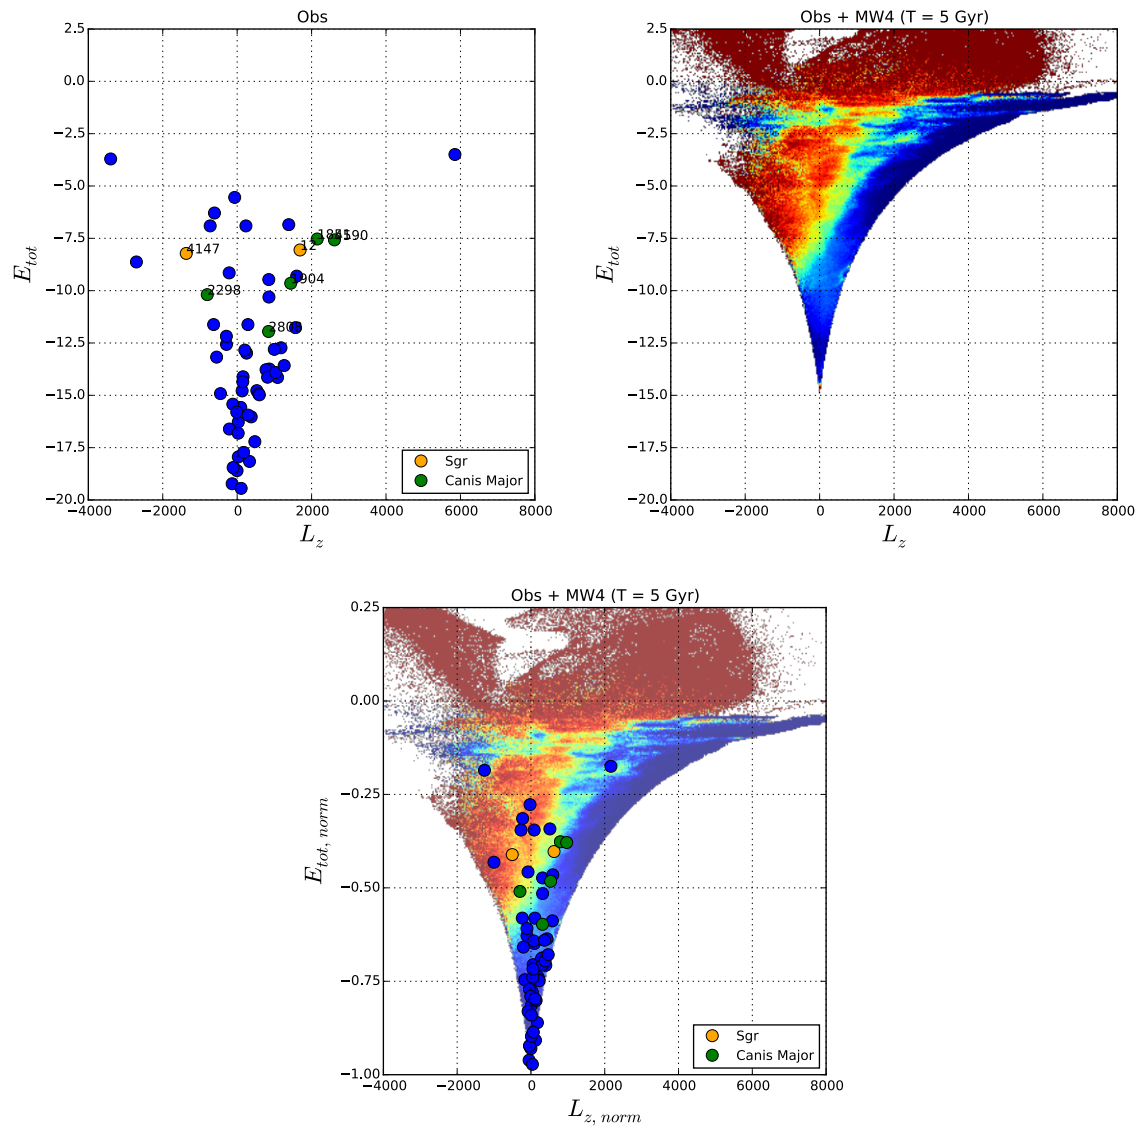 Obs
2.5
0.0
−2.5
−5.0
−7.5
−10.0
−12.5
−15.0
−17.5
−20.0
E_tot
4147
12
5190
1904
2298
2808
Sgr
Canis Major
−4000 −2000 0 2000 4000 6000 8000
L_z
Obs + MW4 (T = 5 Gyr)
2.5
0.0
−2.5
−5.0
−7.5
−10.0
−12.5
−15.0
−17.5
−20.0
E_tot
−4000 −2000 0 2000 4000 6000 8000
L_z
Obs + MW4 (T = 5 Gyr)
0.25
0.00
−0.25
−0.50
−0.75
−1.00
E_tot, norm
Sgr
Canis Major
−4000 −2000 0 2000 4000 6000 8000
L_z, norm